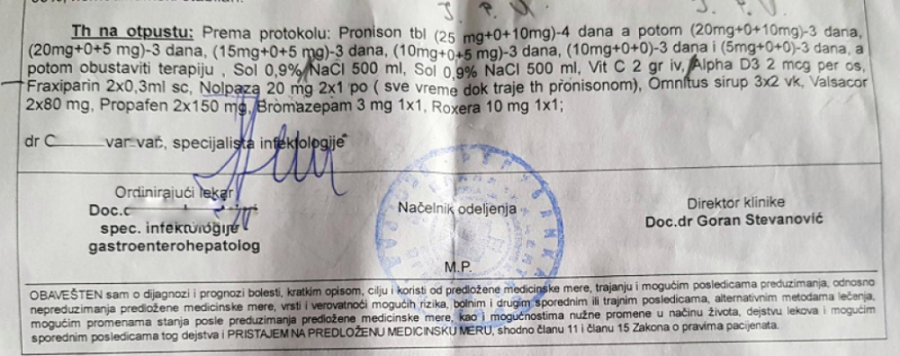 J. P. V.
Th na otpustu: Prema protokolu: Pronison tbl (25 mg+0+10mg)-4 dana a potom (20mg+0+10mg)-3 dana,
(20mg+0+5 mg)-3 dana, (15mg+0+5 mg)-3 dana, (10mg+0+5 mg)-3 dana, (10mg+0+0)-3 dana i (5mg+0+0)-3 dana, a
potom obustaviti terapiju , Sol 0,9% NaCl 500 ml, Sol 0,9% NaCl 500 ml, Vit C 2 gr iv, Alpha D3 2 mcg per os,
Fraxiparin 2x0,3ml sc, Nolpaza 20 mg 2x1 po ( sve vreme dok traje th pronisonom), Omnitus sirup 3x2 vk, Valsacor
2x80 mg, Propafen 2x150 mg, Bromazepam 3 mg 1x1, Roxera 10 mg 1x1;
dr C var vać, specijalista infektologije
Ordinirajući lekar
Doc.
spec. infektologije
gastroenterohepatolog
Načelnik odeljenja
M.P.
Direktor klinike
Doc.dr Goran Stevanović
OBAVEŠTEN sam o dijagnozi i prognozi bolesti, kratkim opisom, cilju i koristi od predložene medicinske mere, trajanju i mogućim posledicama preduzimanja, odnosno
nepreduzimanja predložene medicinske mere, vrsti i verovatnoći mogućih rizika, bolnim i drugim sporednim ili trajnim posledicama, alternativnim metodama lečenja,
mogućim promenama stanja posle preduzimanja predložene medicinske mere, kao i mogućnostima nužne promene u načinu života, dejstvu lekova i mogućim
sporednim posledicama tog dejstva i PRISTAJEM NA PREDLOŽENU MEDICINSKU MERU, shodno članu 11 i članu 15 Zakona o pravima pacijenata.